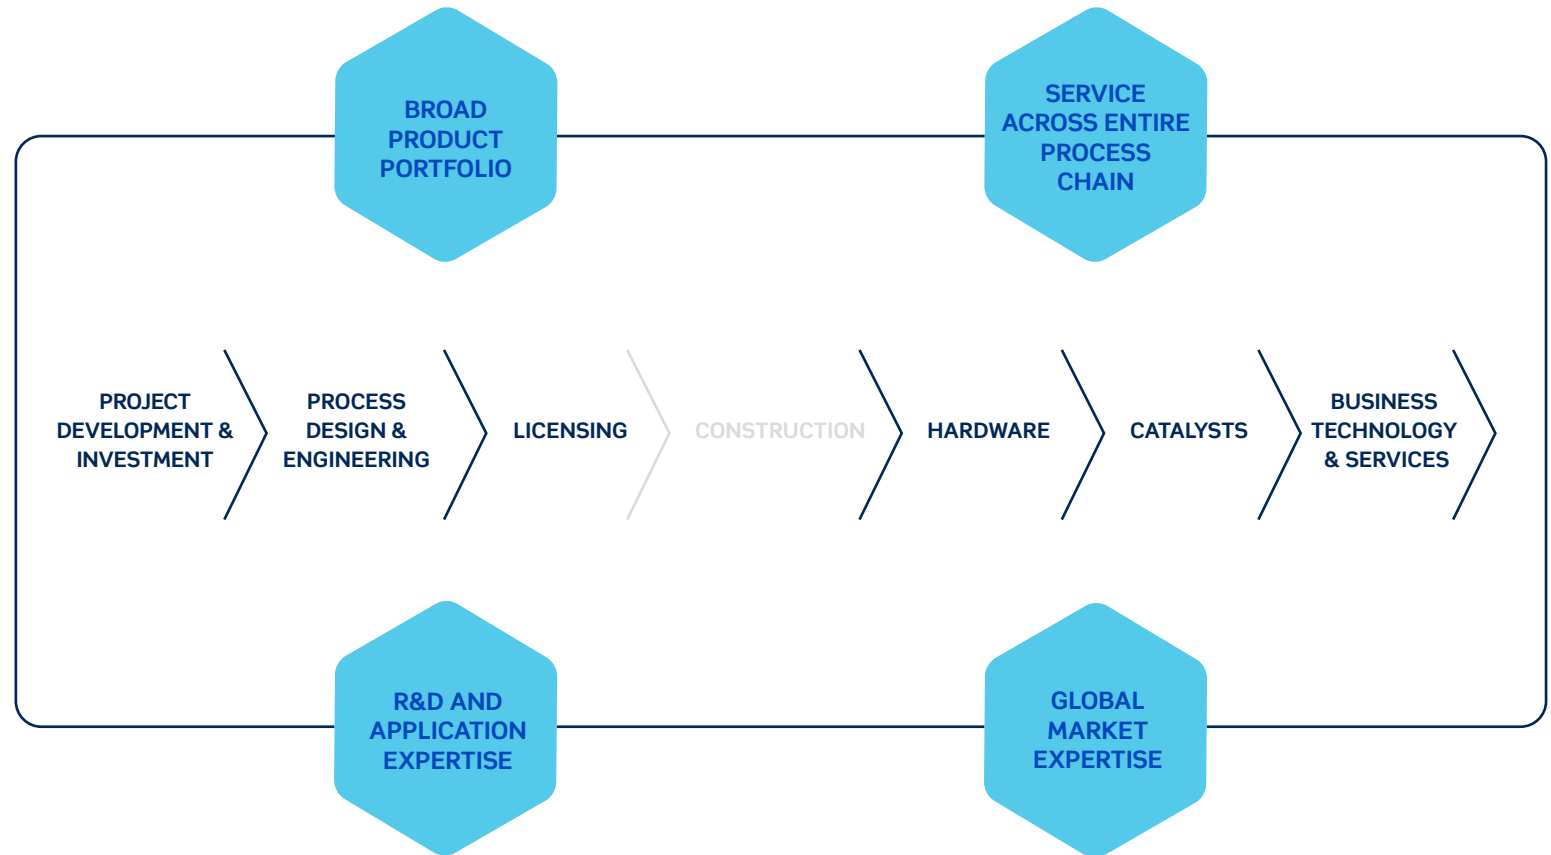 BROAD
PRODUCT
PORTFOLIO
SERVICE
ACROSS ENTIRE
PROCESS
CHAIN
PROJECT
DEVELOPMENT &
INVESTMENT
PROCESS
DESIGN &
ENGINEERING
LICENSING
CONSTRUCTION
HARDWARE
CATALYSTS
BUSINESS
TECHNOLOGY
& SERVICES
R&D AND
APPLICATION
EXPERTISE
GLOBAL
MARKET
EXPERTISE